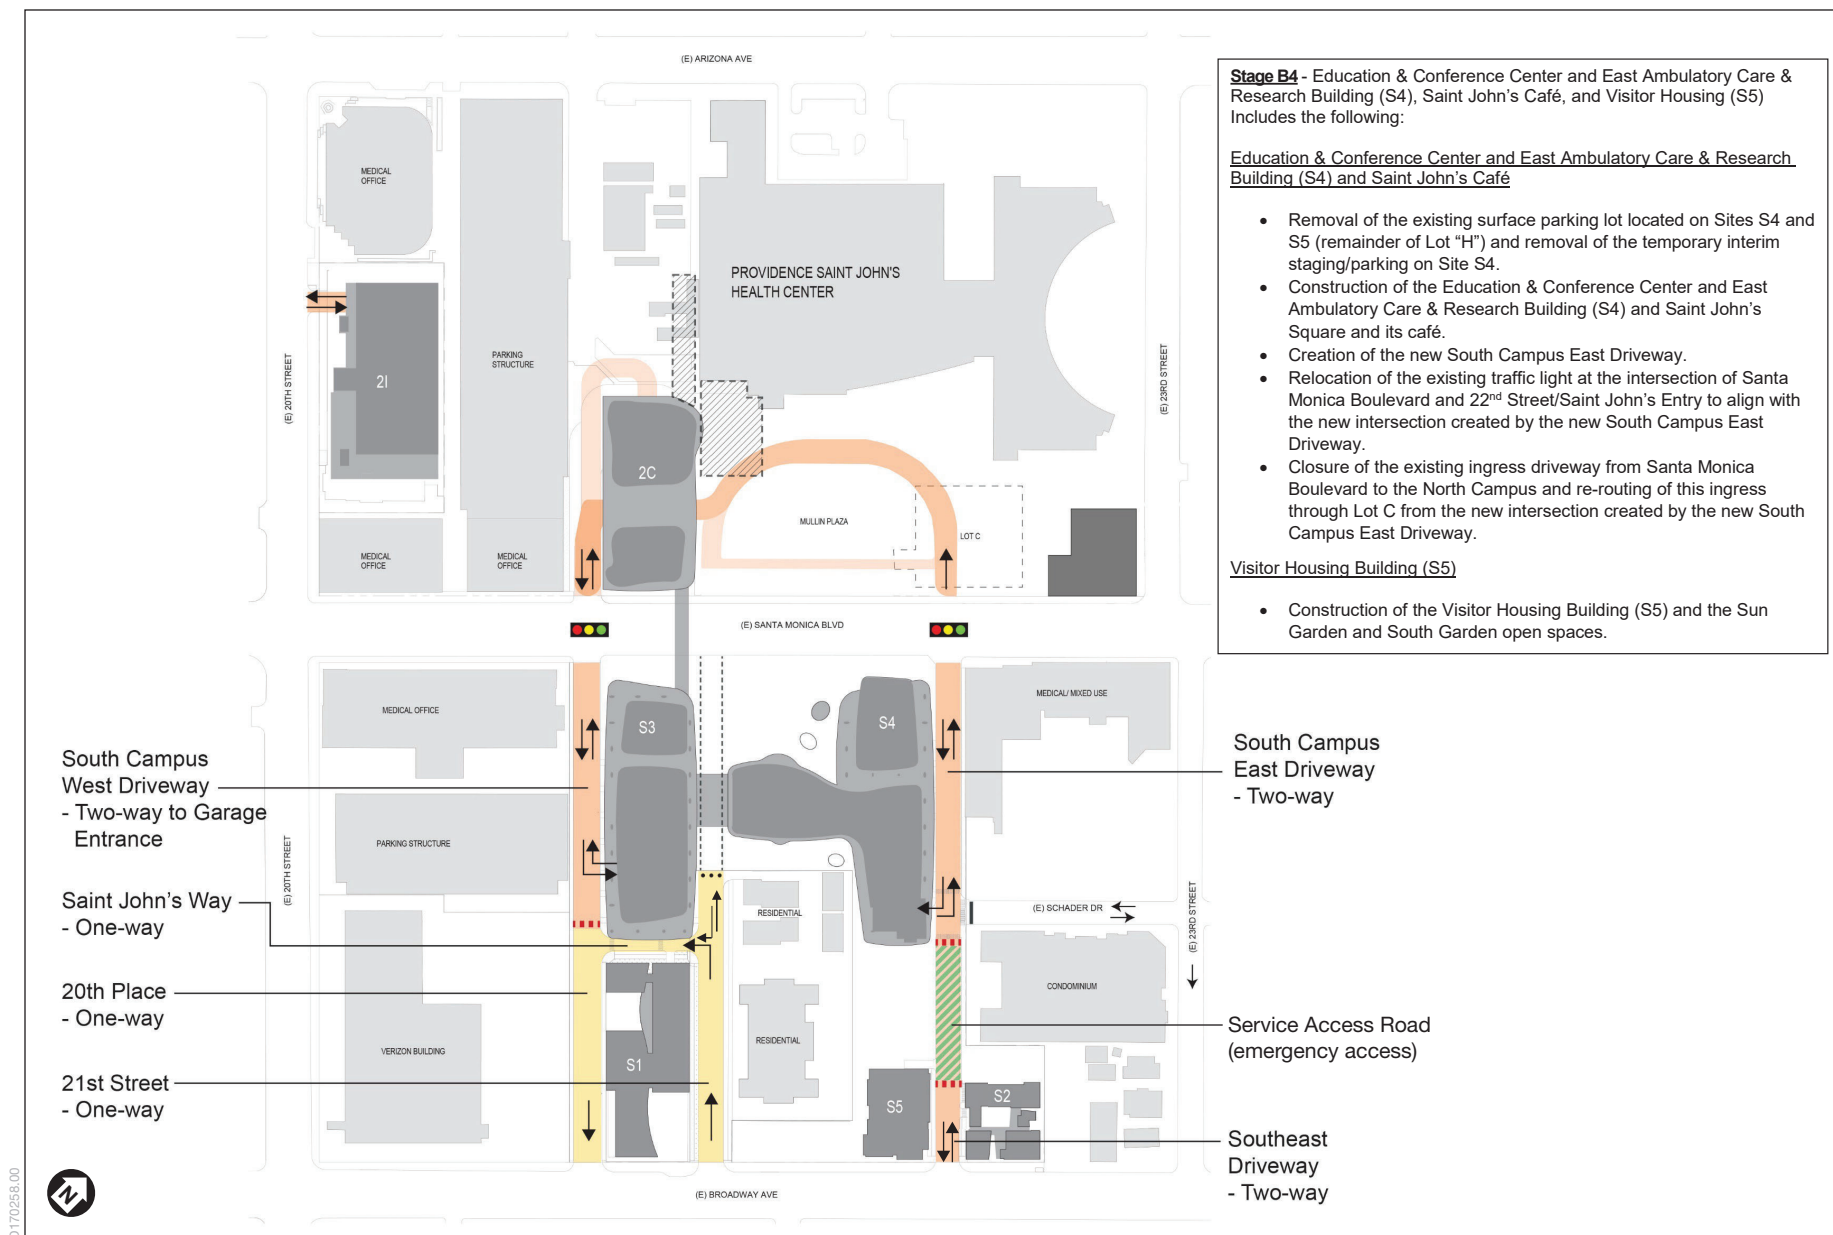 (E) ARIZONA AVE
Stage B4 - Education & Conference Center and East Ambulatory Care &
Research Building (S4), Saint John's Café, and Visitor Housing (S5)
Includes the following:
Education & Conference Center and East Ambulatory Care & Research
Building (S4) and Saint John's Café
• Removal of the existing surface parking lot located on Sites S4 and
S5 (remainder of Lot “H”) and removal of the temporary interim
staging/parking on Site S4.
• Construction of the Education & Conference Center and East
Ambulatory Care & Research Building (S4) and Saint John's
Square and its café.
• Creation of the new South Campus East Driveway.
• Relocation of the existing traffic light at the intersection of Santa
Monica Boulevard and 22nd Street/Saint John's Entry to align with
the new intersection created by the new South Campus East
Driveway.
• Closure of the existing ingress driveway from Santa Monica
Boulevard to the North Campus and re-routing of this ingress
through Lot C from the new intersection created by the new South
Campus East Driveway.
Visitor Housing Building (S5)
• Construction of the Visitor Housing Building (S5) and the Sun
Garden and South Garden open spaces.
MEDICAL
OFFICE
PROVIDENCE SAINT JOHN'S
HEALTH CENTER
(E) 20TH STREET
2I
PARKING
STRUCTURE
(E) 23RD STREET
2C
MULLIN PLAZA
LOT C
MEDICAL
OFFICE
MEDICAL
OFFICE
(E) SANTA MONICA BLVD
MEDICAL OFFICE
S3
S4
MEDICAL/ MIXED USE
South Campus
West Driveway
- Two-way to Garage
Entrance
South Campus
East Driveway
- Two-way
PARKING STRUCTURE
(E) 20TH STREET
Saint John's Way
- One-way
RESIDENTIAL
(E) SCHADER DR
(E) 23RD STREET
20th Place
- One-way
CONDOMINIUM
VERIZON BUILDING
S1
RESIDENTIAL
Service Access Road
(emergency access)
21st Street
- One-way
S5
S2
Southeast
Driveway
- Two-way
N
(E) BROADWAY AVE
D170258.00